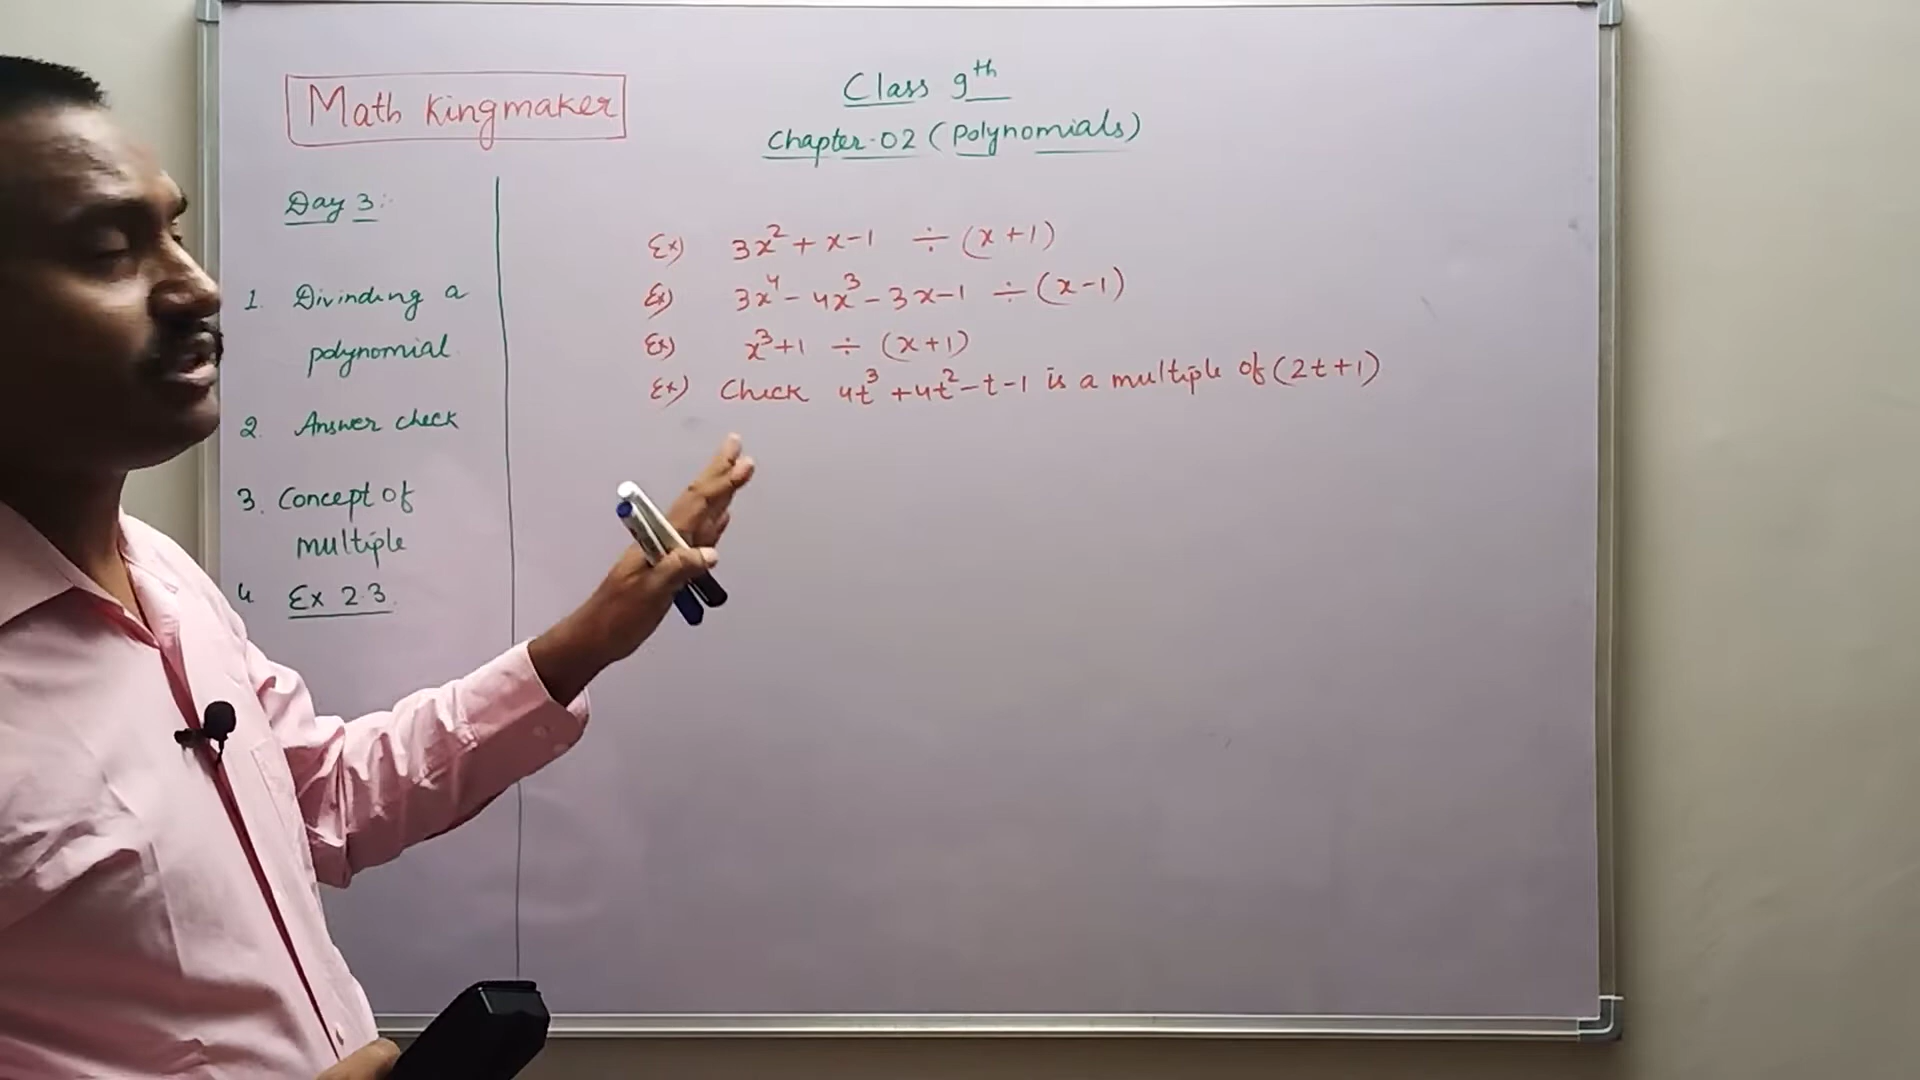 Math Kingmaker
Class 9th
Chapter-02 (Polynomials)
Day 3:
1. Divinding a
polynomial
2. Answer check
3. Concept of
multiple
4 Ex 2.3.
Ex) 3x²+x-1 ÷ (x+1)
Ex) 3x⁴-4x³-3x-1 ÷ (x-1)
Ex) x³+1 ÷ (x+1)
Ex) Check 4t³+4t²-t-1 is a multiple of (2t+1)